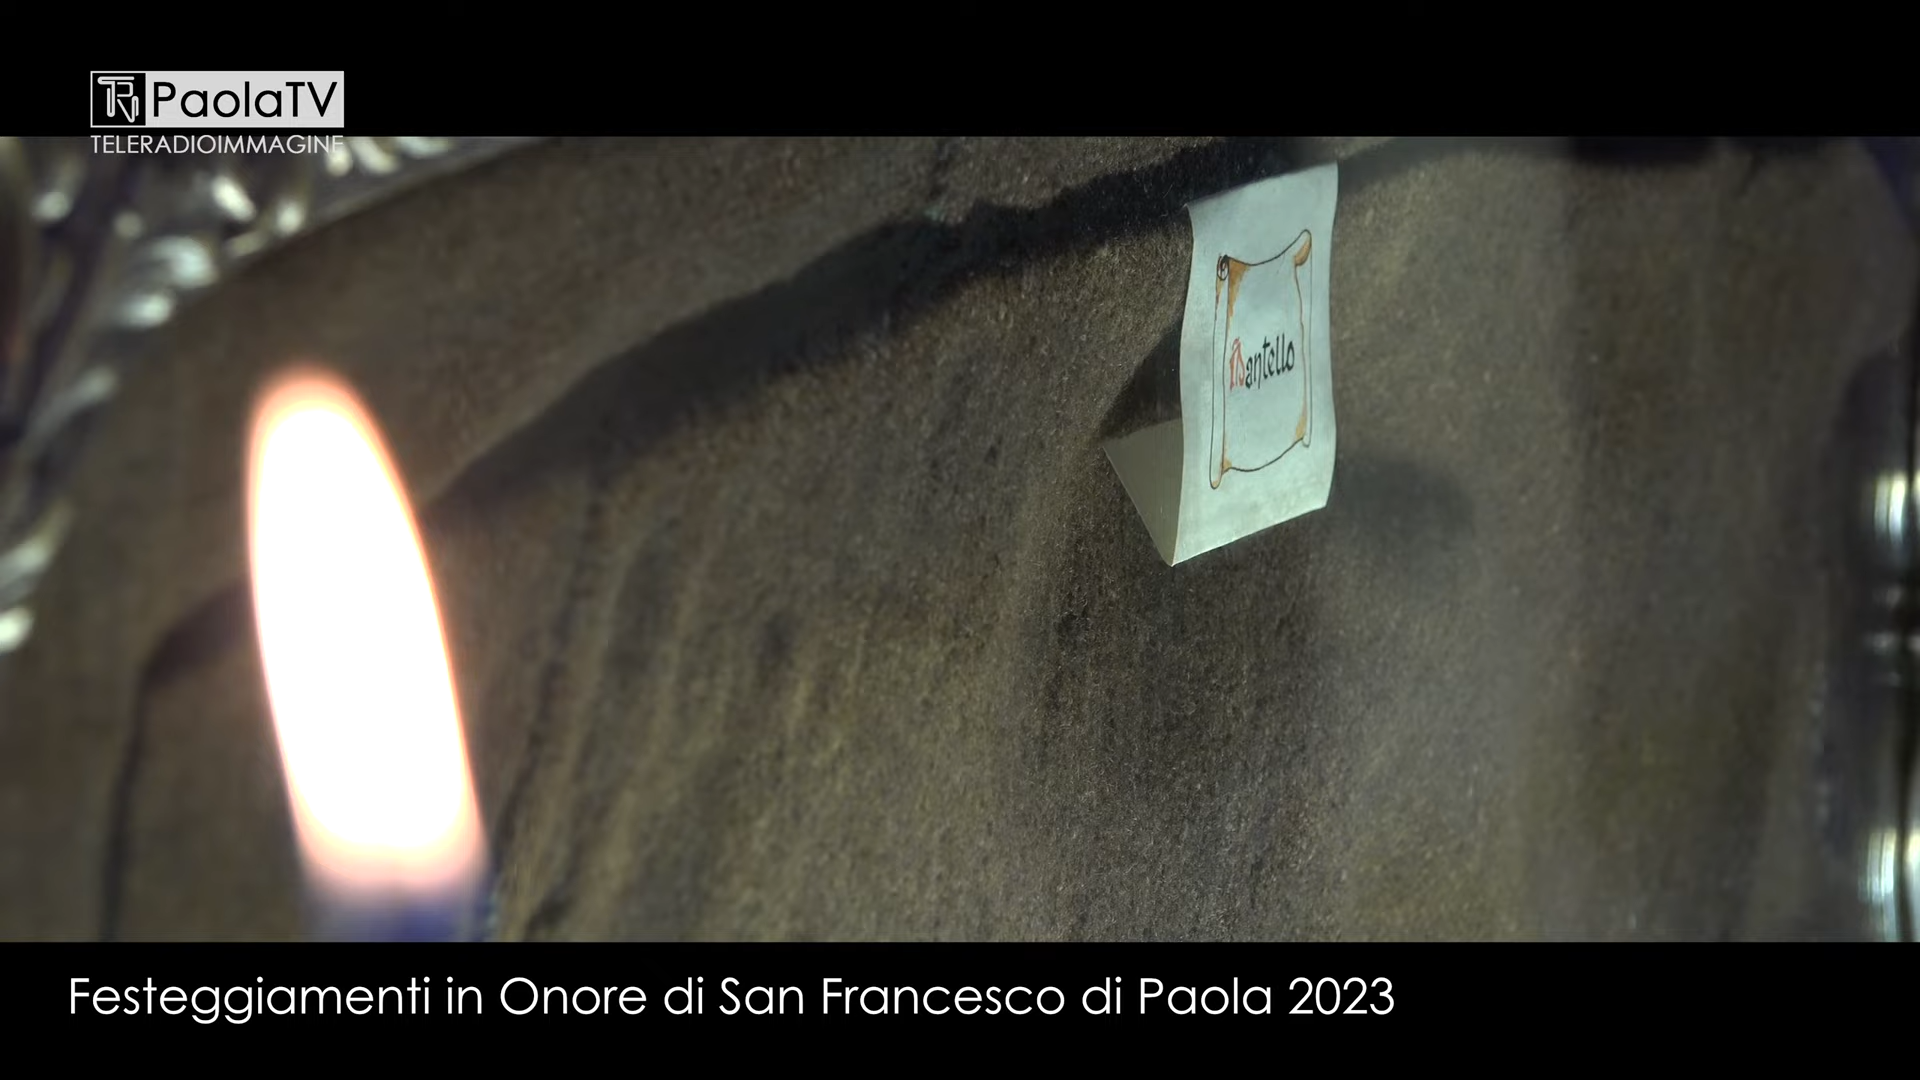 PaolaTV
TELERADIOIMMAGINE
Mantello
Festeggiamenti in Onore di San Francesco di Paola 2023